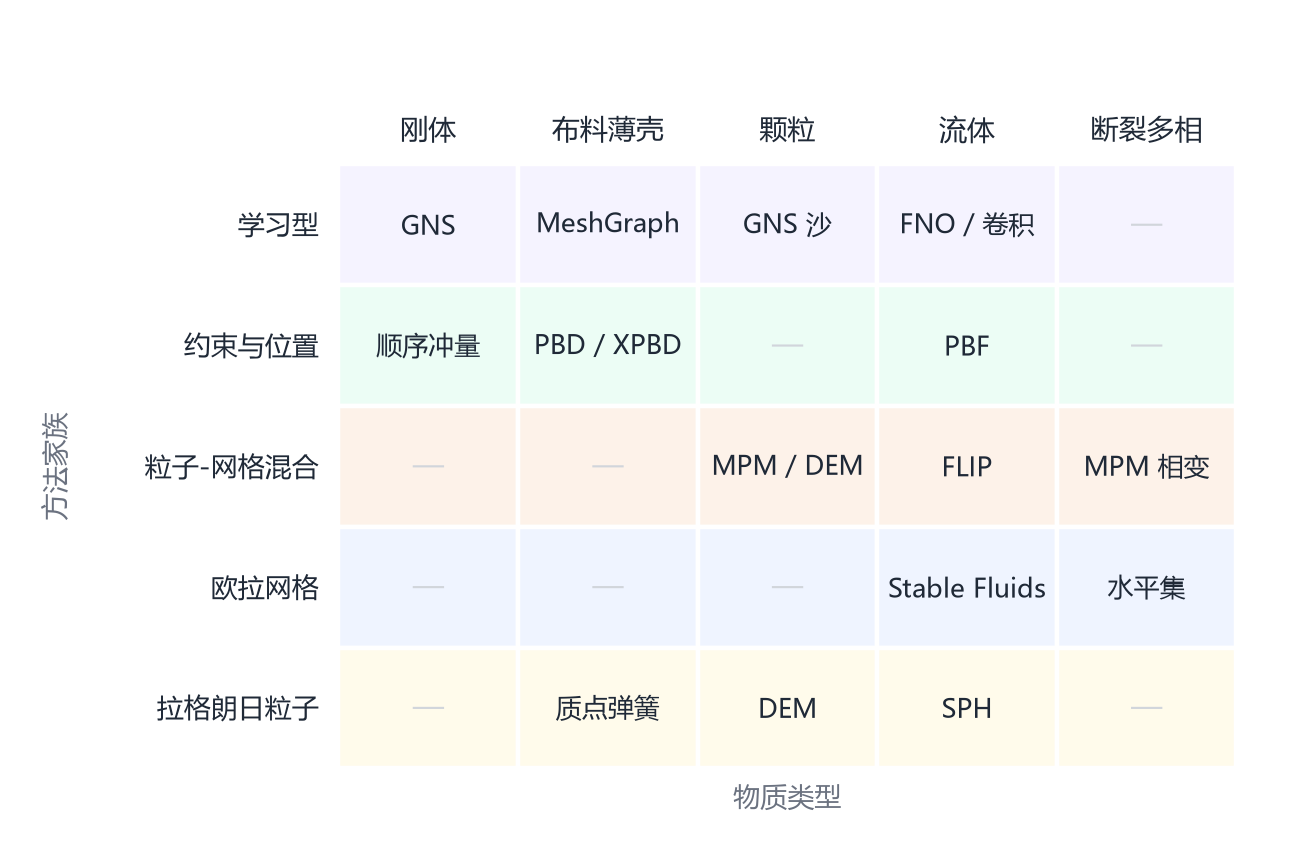 刚体 布料薄壳 颗粒 流体 断裂多相
学习型 GNS MeshGraph GNS 沙 FNO / 卷积 —
约束与位置 顺序冲量 PBD / XPBD — PBF —
粒子-网格混合 — — MPM / DEM FLIP MPM 相变
欧拉网格 — — — Stable Fluids 水平集
拉格朗日粒子 — 质点弹簧 DEM SPH —
方法家族
物质类型